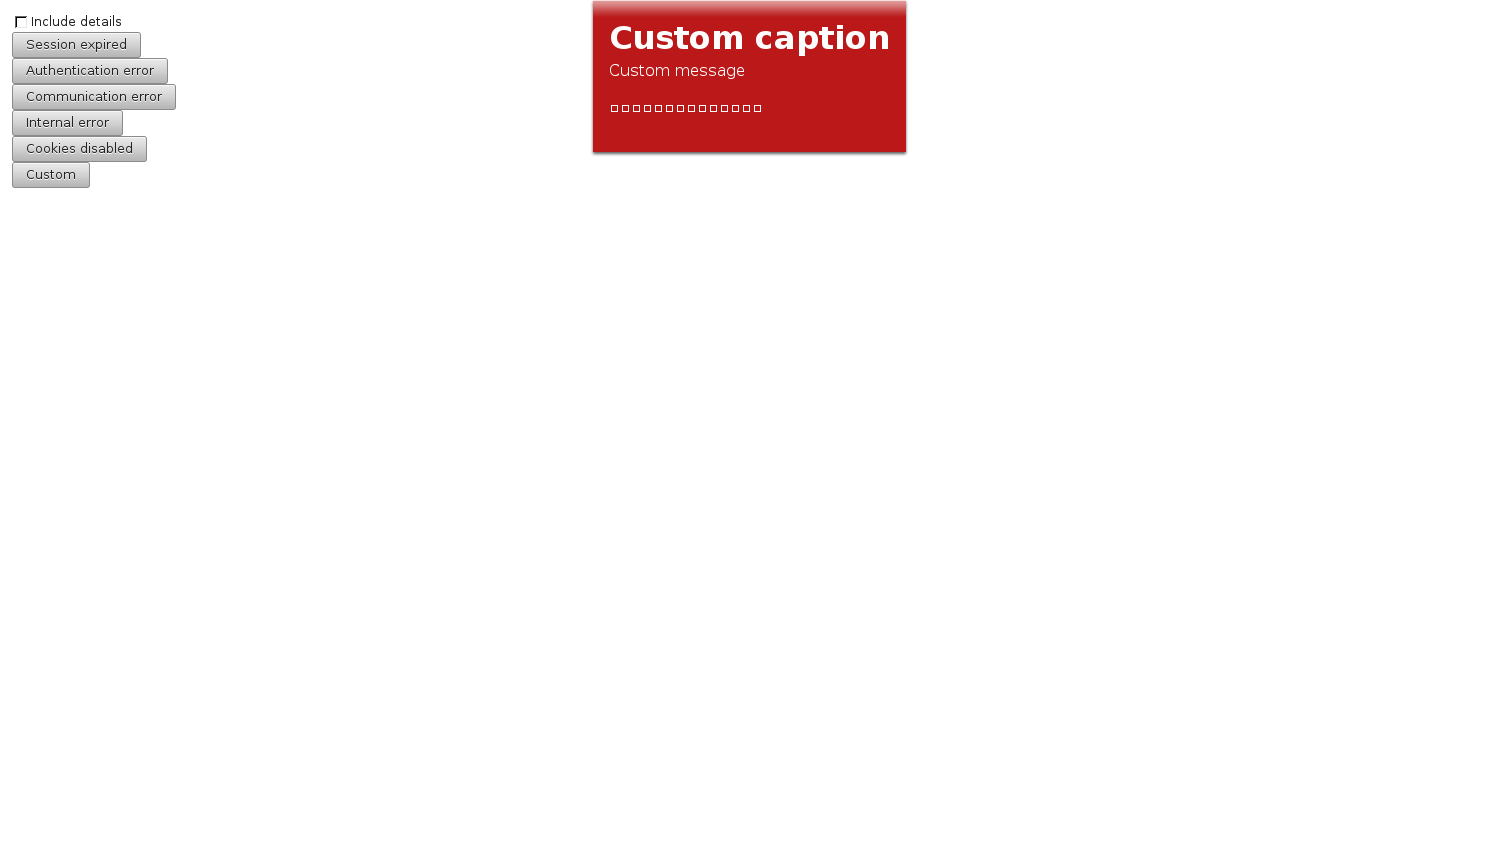 Include details
Session expired
Authentication error
Communication error
Internal error
Cookies disabled
Custom
Custom caption
Custom message